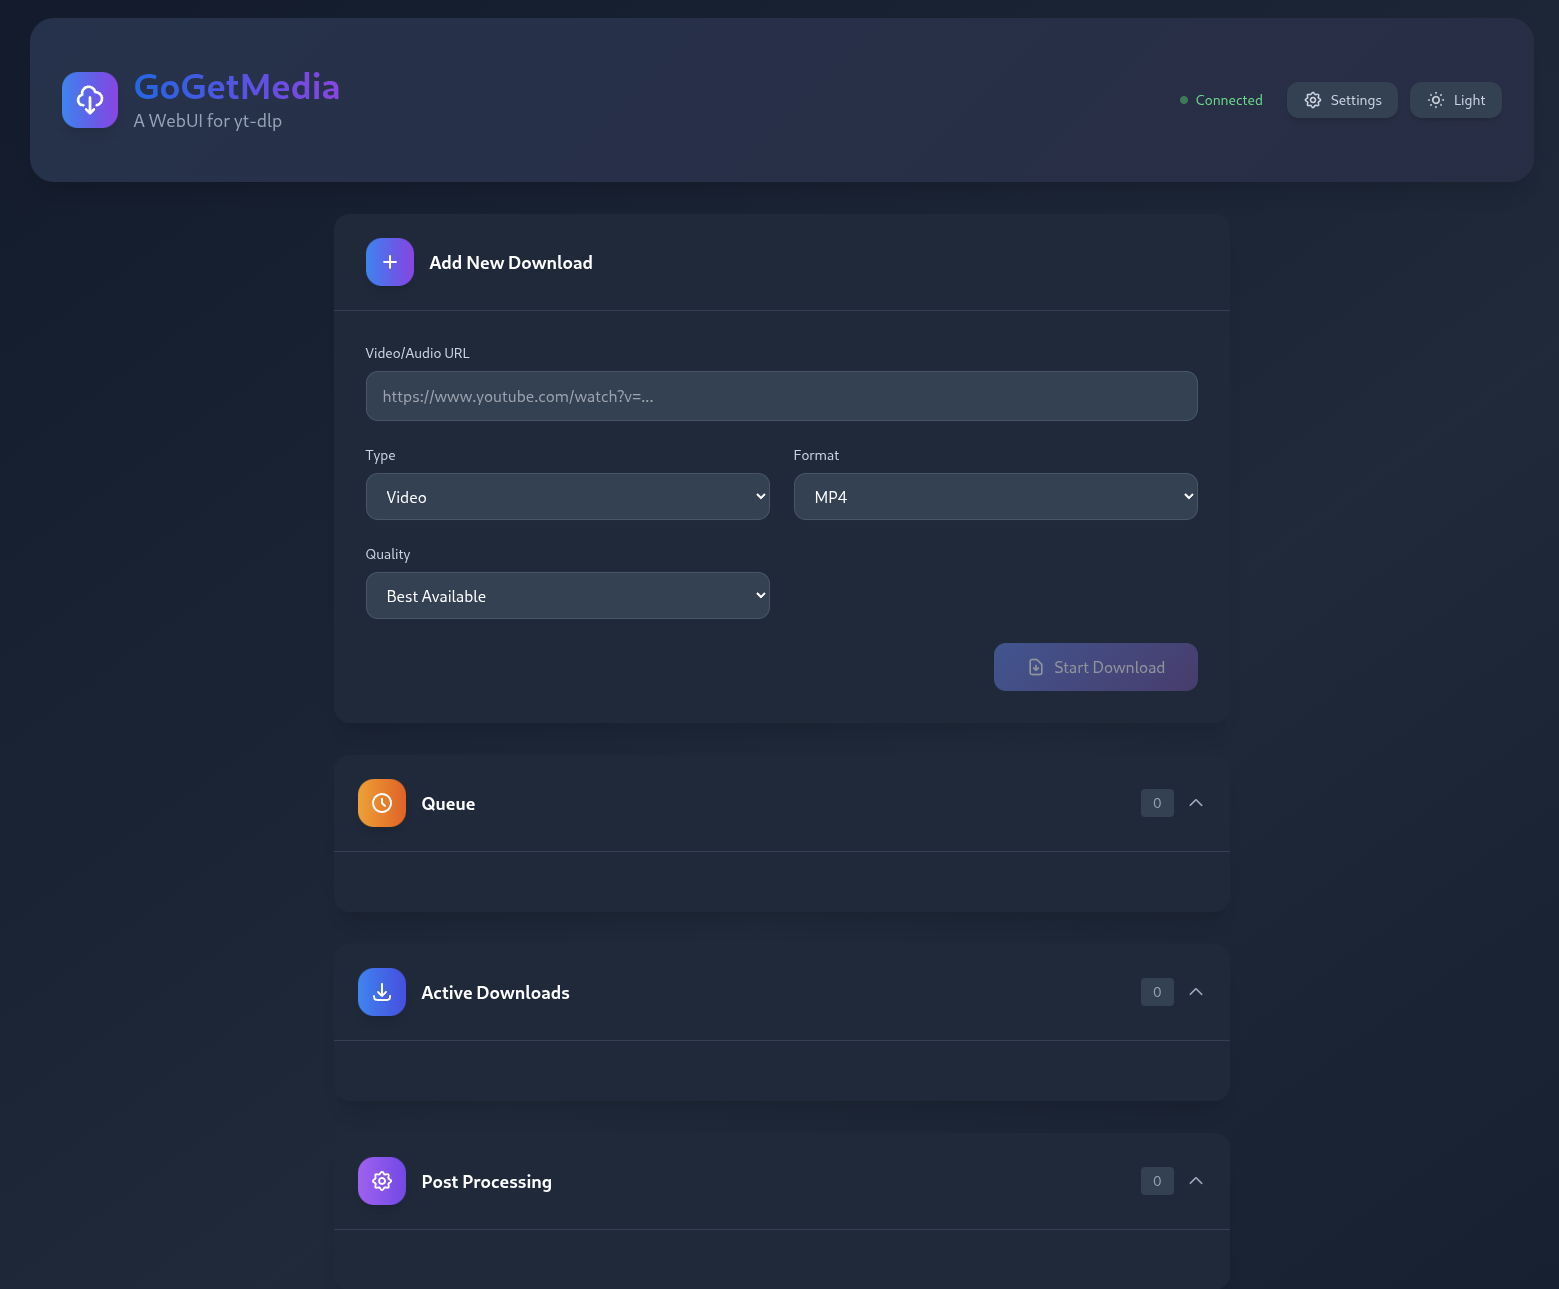 GoGetMedia
A WebUI for yt-dlp
Connected
Settings
Light
Add New Download
Video/Audio URL
https://www.youtube.com/watch?v=...
Type
Format
Video
MP4
Quality
Best Available
Start Download
Queue
0
Active Downloads
0
Post Processing
0